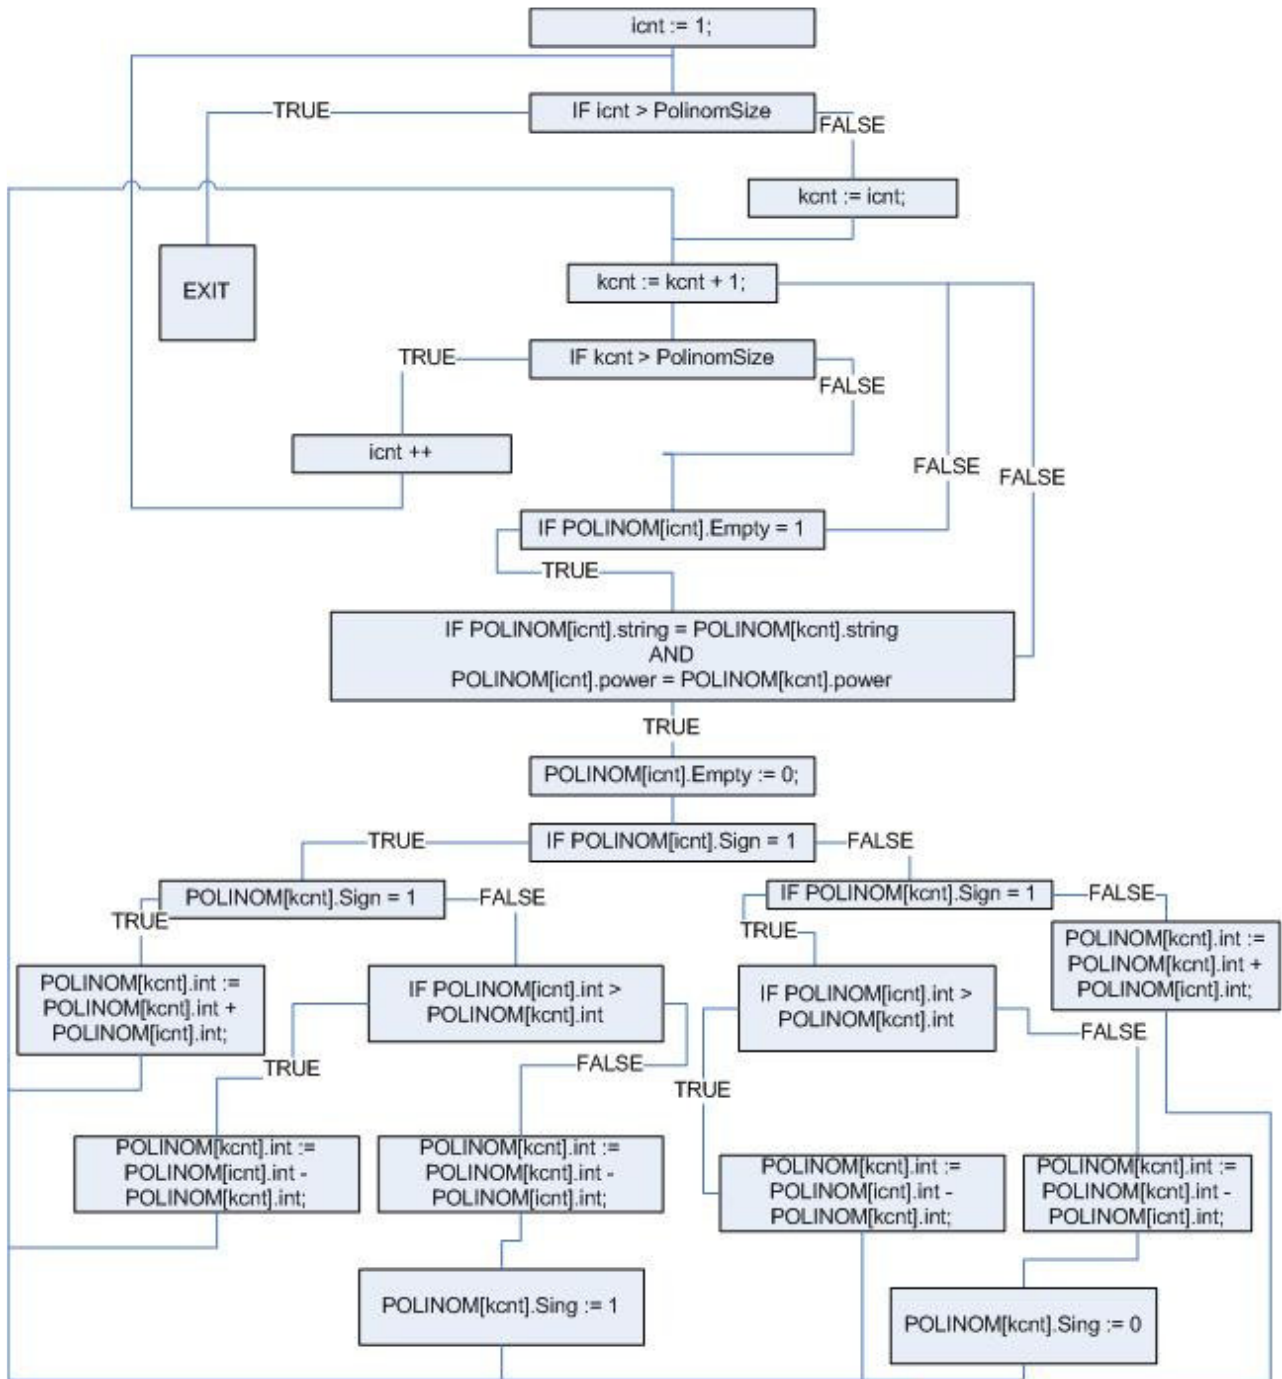 icnt := 1;
TRUE
IF icnt > PolinomSize
FALSE
kcnt := icnt;
EXIT
kcnt := kcnt + 1;
TRUE
IF kcnt > PolinomSize
FALSE
icnt ++
FALSE
FALSE
IF POLINOM[icnt].Empty = 1
TRUE
IF POLINOM[icnt].string = POLINOM[kcnt].string
AND
POLINOM[icnt].power = POLINOM[kcnt].power
TRUE
POLINOM[icnt].Empty := 0;
TRUE
IF POLINOM[icnt].Sign = 1
FALSE
POLINOM[kcnt].Sign = 1
FALSE
IF POLINOM[kcnt].Sign = 1
FALSE
TRUE
TRUE
POLINOM[kcnt].int :=
POLINOM[kcnt].int +
POLINOM[icnt].int;
IF POLINOM[icnt].int >
POLINOM[kcnt].int
IF POLINOM[icnt].int >
POLINOM[kcnt].int
POLINOM[kcnt].int :=
POLINOM[kcnt].int +
POLINOM[icnt].int;
TRUE
FALSE
TRUE
FALSE
POLINOM[kcnt].int :=
POLINOM[icnt].int -
POLINOM[kcnt].int;
POLINOM[kcnt].int :=
POLINOM[kcnt].int -
POLINOM[icnt].int;
POLINOM[kcnt].int :=
POLINOM[icnt].int -
POLINOM[kcnt].int;
POLINOM[kcnt].int :=
POLINOM[kcnt].int -
POLINOM[icnt].int;
POLINOM[kcnt].Sing := 1
POLINOM[kcnt].Sing := 0